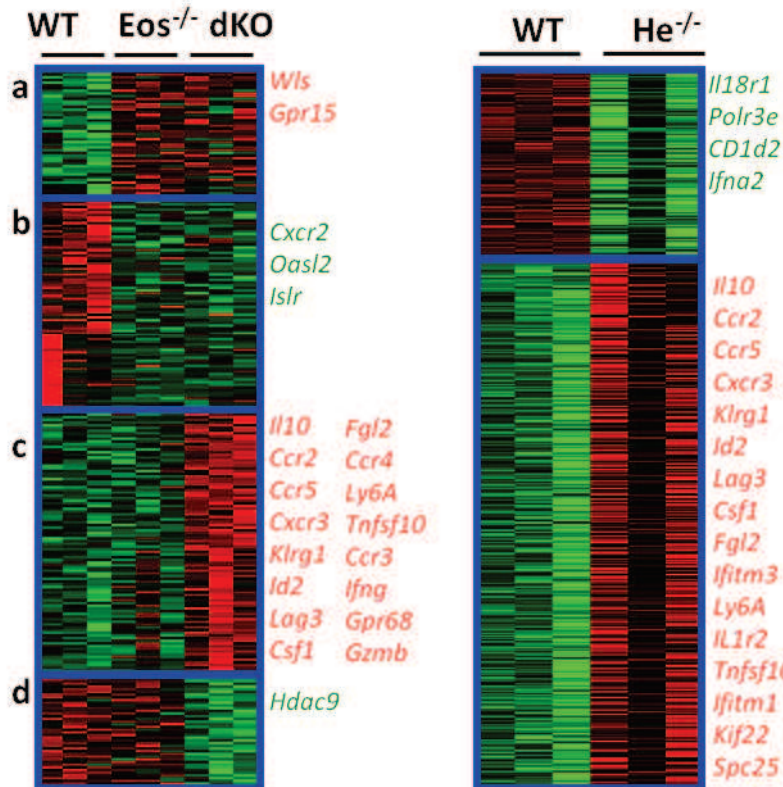 WT Eos-/- dKO
a
Wls
Gpr15
b
Cxcr2
Oasl2
Islr
c
Il10 Fgl2
Ccr2 Ccr4
Ccr5 Ly6A
Cxcr3 Tnfsf10
Klrg1 Ccr3
Id2 Ifng
Lag3 Gpr68
Csf1 Gzmb
d
Hdac9
WT He-/-
Il18r1
Polr3e
CD1d2
Ifna2
Il10
Ccr2
Ccr5
Cxcr3
Klrg1
Id2
Lag3
Csf1
Fgl2
Ifitm3
Ly6A
IL1r2
Tnfsf10
Ifitm1
Kif22
Spc25